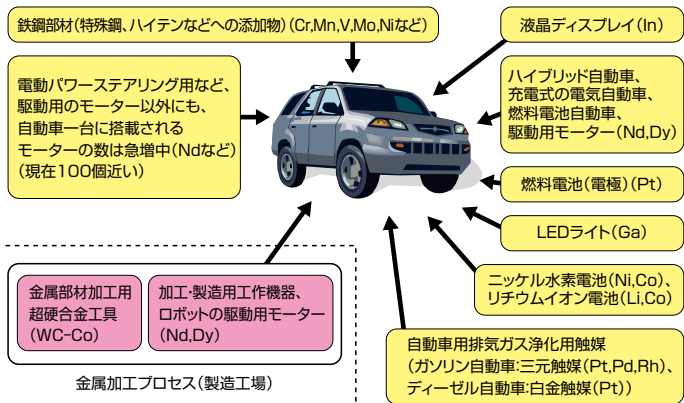 鉄鋼部材(特殊鋼、ハイテンなどへの添加物)(Cr,Mn,V,Mo,Niなど)
液晶ディスプレイ(In)
電動パワーステアリング用など、
駆動用のモーター以外にも、
自動車一台に搭載される
モーターの数は急増中(Ndなど)
(現在100個近い)
ハイブリッド自動車、
充電式の電気自動車、
燃料電池自動車、
駆動用モーター(Nd,Dy)
燃料電池(電極)(Pt)
LEDライト(Ga)
ニッケル水素電池(Ni,Co)、
リチウムイオン電池(Li,Co)
自動車用排気ガス浄化用触媒
(ガソリン自動車:三元触媒(Pt,Pd,Rh)、
ディーゼル自動車:白金触媒(Pt))
金属部材加工用
超硬合金工具
(WC-Co)
加工・製造用工作機器、
ロボットの駆動用モーター
(Nd,Dy)
金属加工プロセス(製造工場)